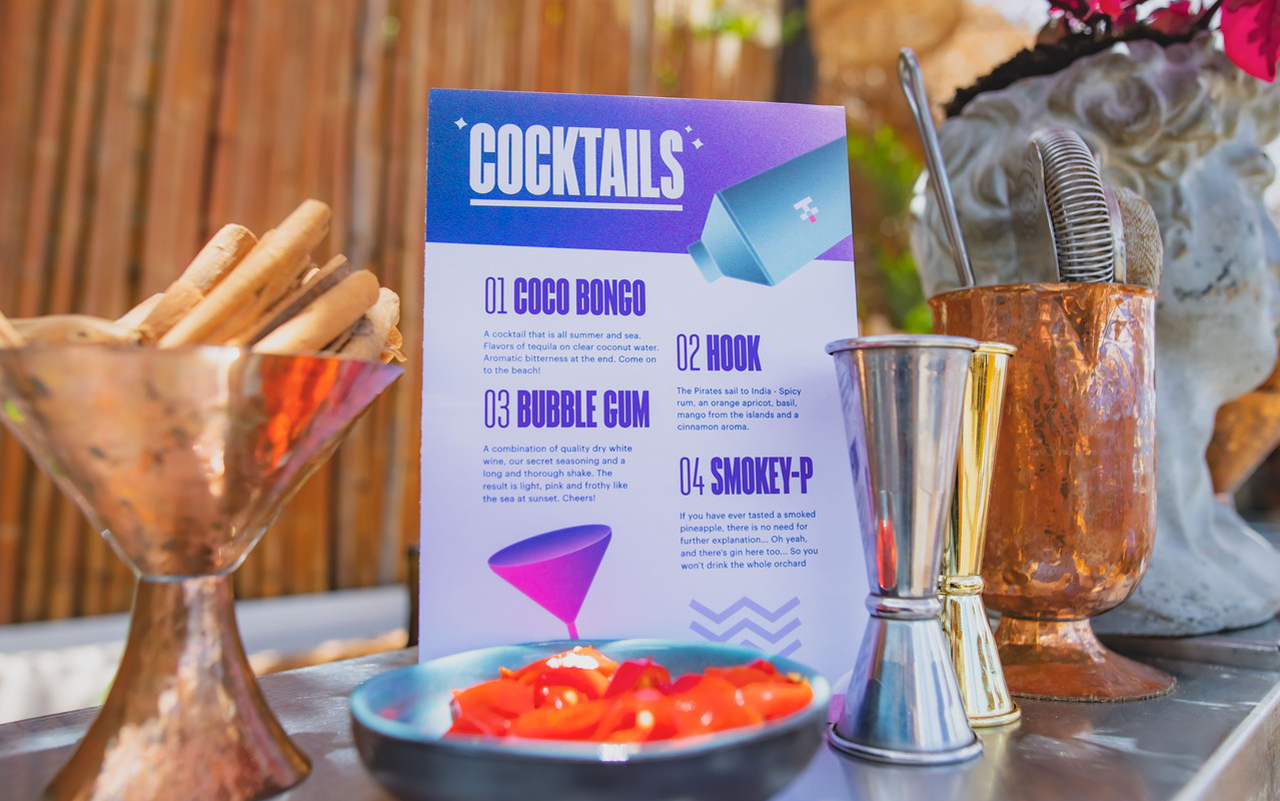 COCKTAILS
01 COCO BONGO
A cocktail that is all summer and sea.
Flavors of tequila on clear coconut water.
Aromatic bitterness at the end. Come on
to the beach!
02 HOOK
The Pirates sail to India - Spicy
rum, an orange apricot, basil,
mango from the islands and a
cinnamon aroma.
03 BUBBLE GUM
A combination of quality dry white
wine, our secret seasoning and a
long and thorough shake. The
result is light, pink and frothy like
the sea at sunset. Cheers!
04 SMOKEY-P
If you have ever tasted a smoked
pineapple, there is no need for
further explanation... Oh yeah,
and there's gin here too... So you
won't drink the whole orchard